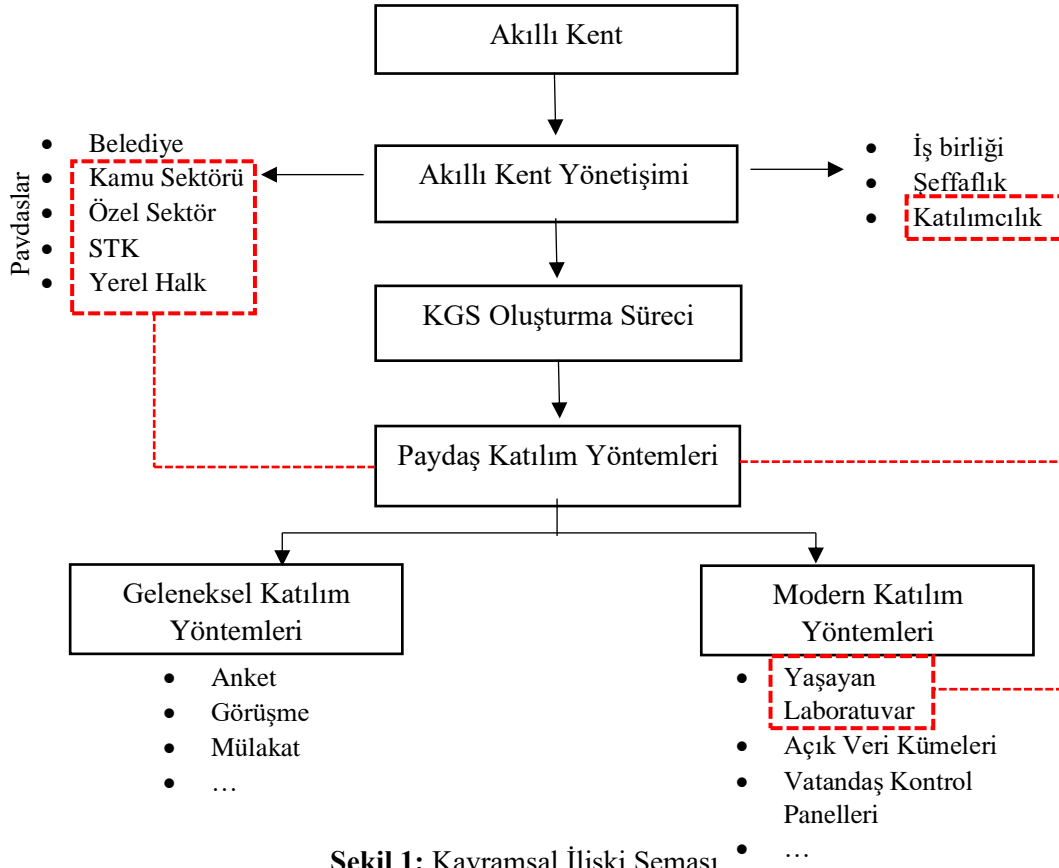 Akıllı Kent
Paydaşlar
• Belediye
• Kamu Sektörü
• Özel Sektör
• STK
• Yerel Halk
Akıllı Kent Yönetişimi
• İş birliği
• Şeffaflık
• Katılımcılık
KGS Oluşturma Süreci
Paydaş Katılım Yöntemleri
Geleneksel Katılım
Yöntemleri
• Anket
• Görüşme
• Mülakat
• …
Modern Katılım
Yöntemleri
• Yaşayan
Laboratuvar
• Açık Veri Kümeleri
• Vatandaş Kontrol
Panelleri
• …
Şekil 1: Kavramsal İlişki Şeması